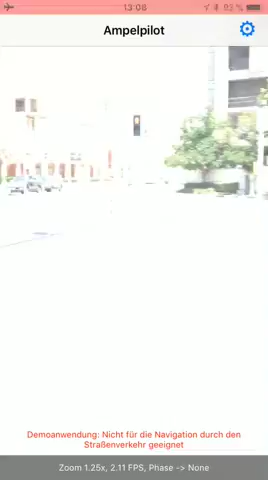 13:08
83 %
Ampelpilot
Demoanwendung: Nicht für die Navigation durch den
Straßenverkehr geeignet
Zoom 1.25x, 2.11 FPS, Phase -> None